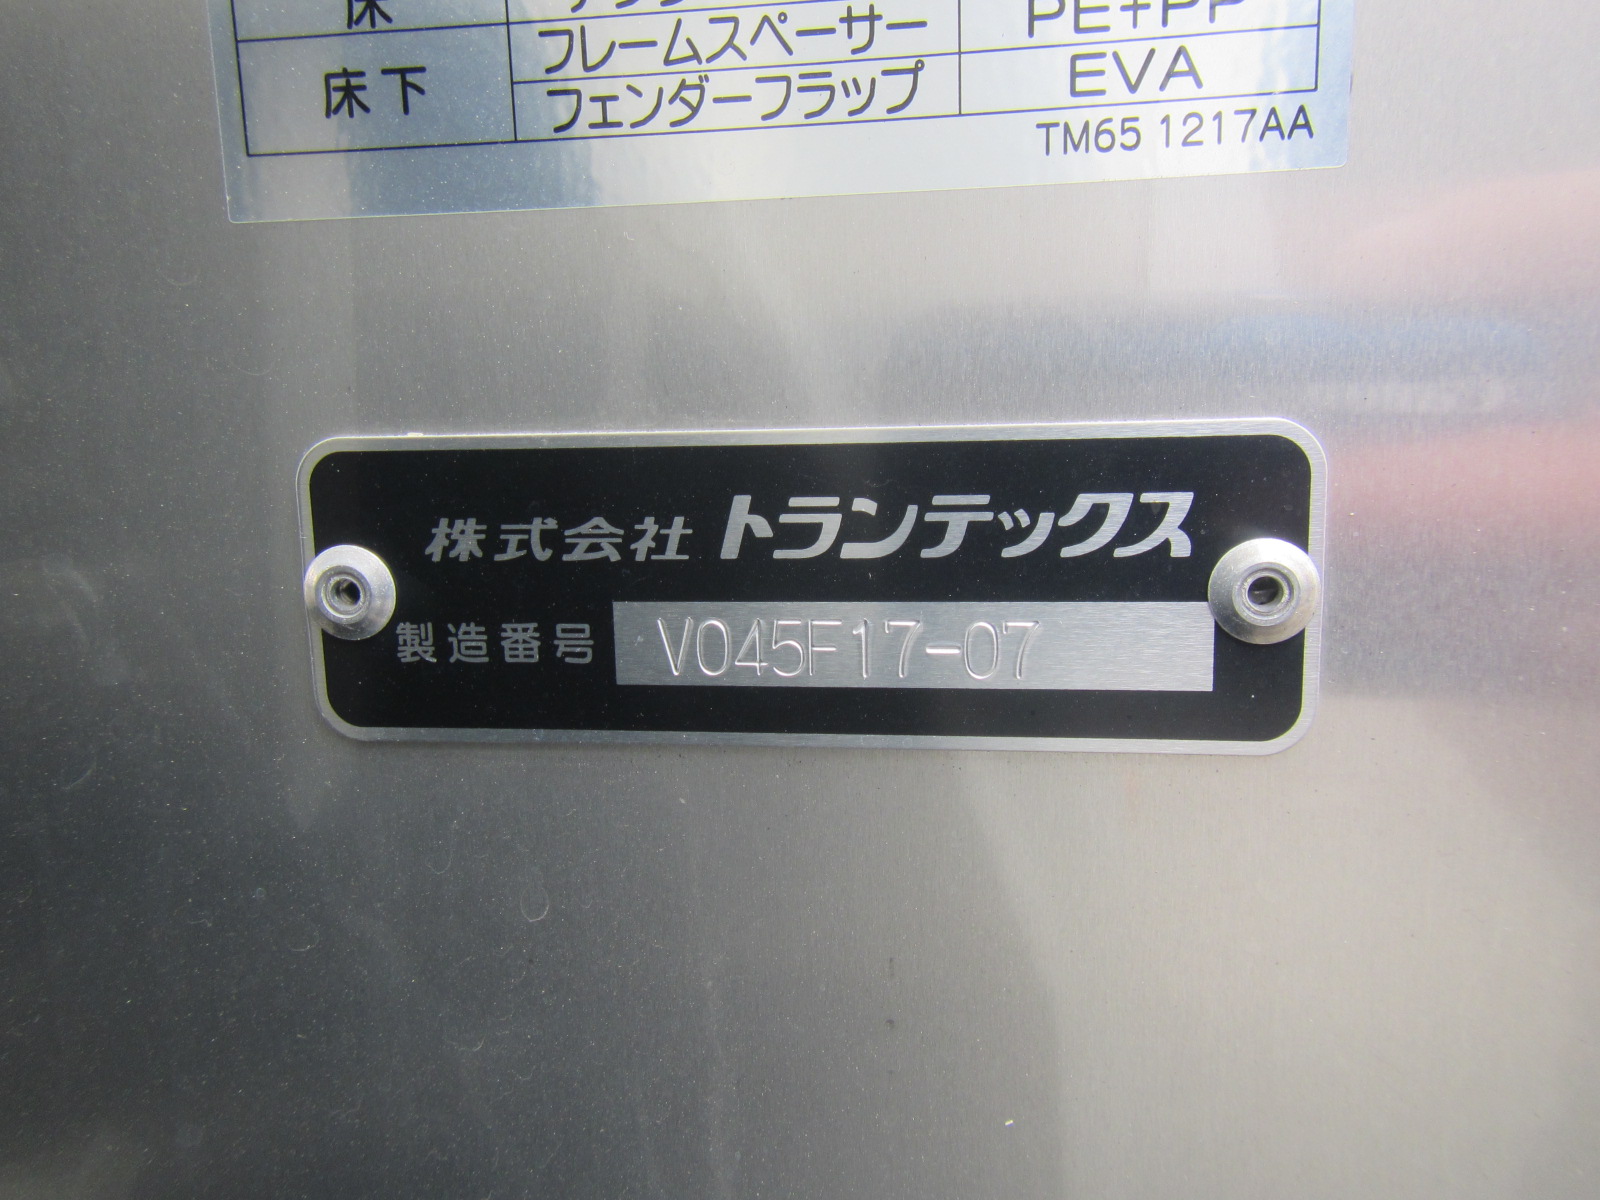 床 PE+PP
フレームスペーサー
床下 フェンダーフラップ EVA
TM65 1217AA
株式会社 トランテックス
製造番号 V045F17-07